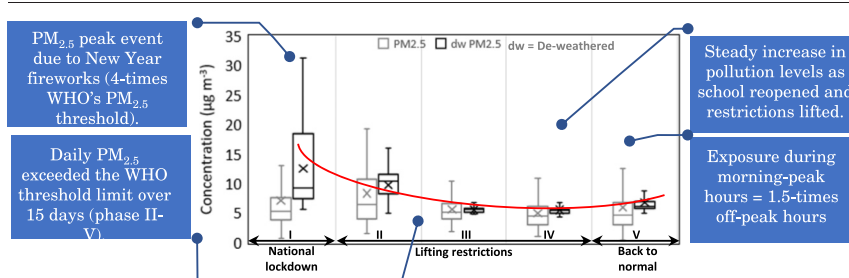 PM2.5 peak event
due to New Year
fireworks (4-times
WHO's PM2.5
threshold).
Daily PM2.5
exceeded the WHO
threshold limit over
15 days (phase II-
V)
Concentration (µg m-3)
35
30
25
20
15
10
5
0
PM2.5 dw PM2.5 dw = De-weathered
I II III IV V
National
lockdown
Lifting restrictions
Back to
normal
Steady increase in
pollution levels as
school reopened and
restrictions lifted.
Exposure during
morning-peak
hours = 1.5-times
off-peak hours